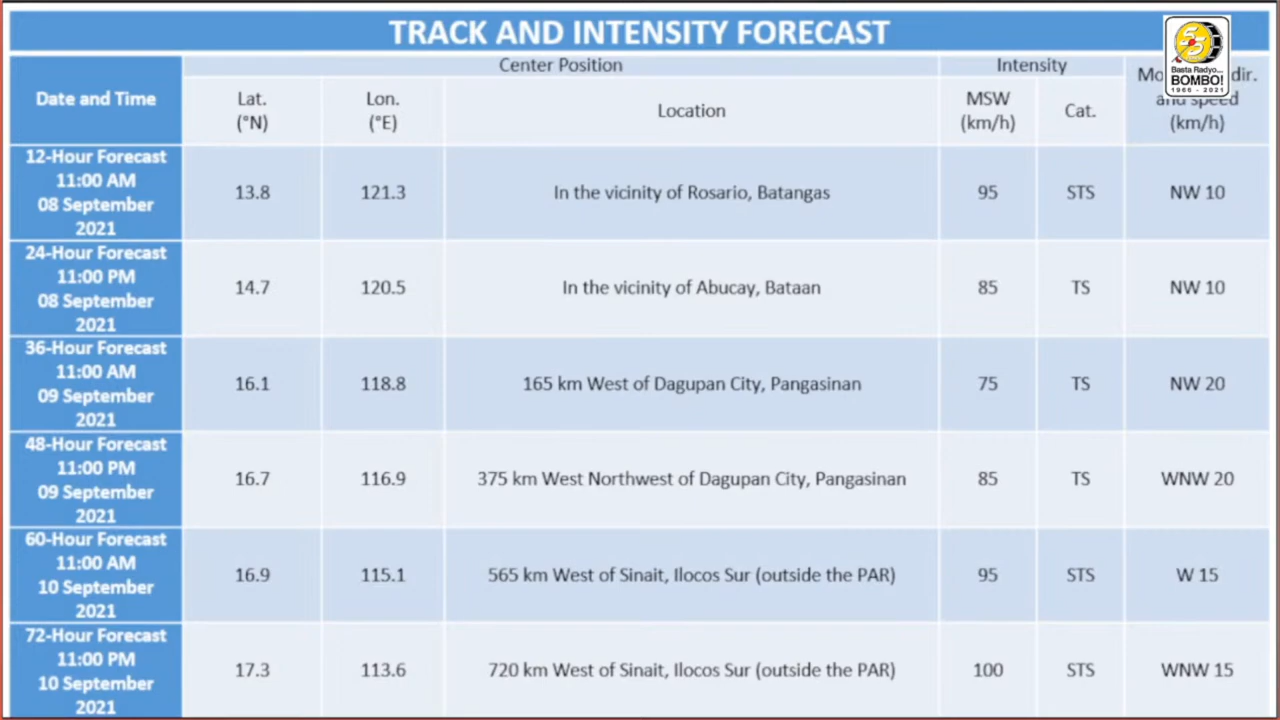 TRACK AND INTENSITY FORECAST
55
Basta Radyo...
BOMBO!
1966 - 2021
Date and Time
Center Position
Intensity
dir.
and speed
(km/h)
Lat.
(°N)
Lon.
(°E)
Location
MSW
(km/h)
Cat.
12-Hour Forecast
11:00 AM
08 September
2021
13.8 121.3 In the vicinity of Rosario, Batangas 95 STS NW 10
24-Hour Forecast
11:00 PM
08 September
2021
14.7 120.5 In the vicinity of Abucay, Bataan 85 TS NW 10
36-Hour Forecast
11:00 AM
09 September
2021
16.1 118.8 165 km West of Dagupan City, Pangasinan 75 TS NW 20
48-Hour Forecast
11:00 PM
09 September
2021
16.7 116.9 375 km West Northwest of Dagupan City, Pangasinan 85 TS WNW 20
60-Hour Forecast
11:00 AM
10 September
2021
16.9 115.1 565 km West of Sinait, Ilocos Sur (outside the PAR) 95 STS W 15
72-Hour Forecast
11:00 PM
10 September
2021
17.3 113.6 720 km West of Sinait, Ilocos Sur (outside the PAR) 100 STS WNW 15